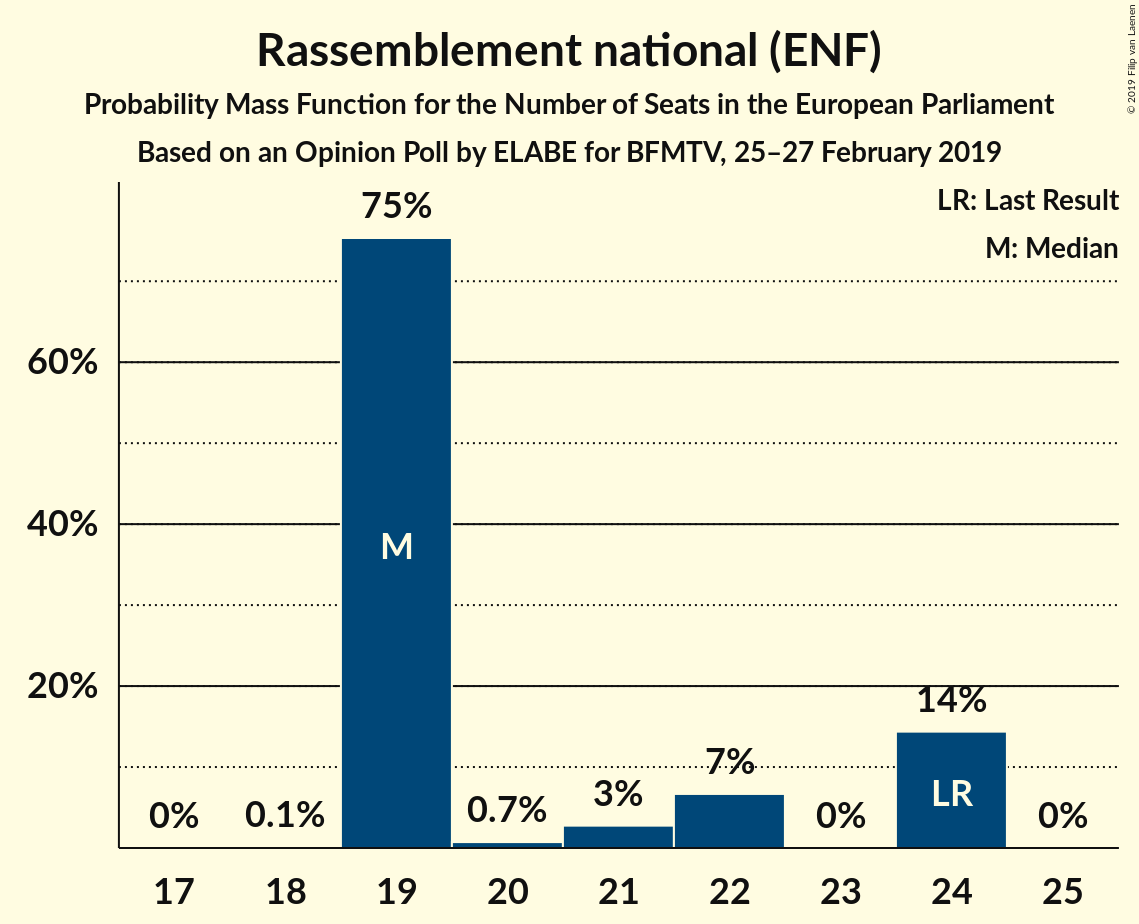 Rassemblement national (ENF)
Probability Mass Function for the Number of Seats in the European Parliament
Based on an Opinion Poll by ELABE for BFMTV, 25–27 February 2019
© 2019 Filip van Laenen
LR: Last Result
M: Median
75%
60%
40%
20%
M
14%
7%
3%
0.7%
0.1%
0%
0%
LR
0%
17 18 19 20 21 22 23 24 25